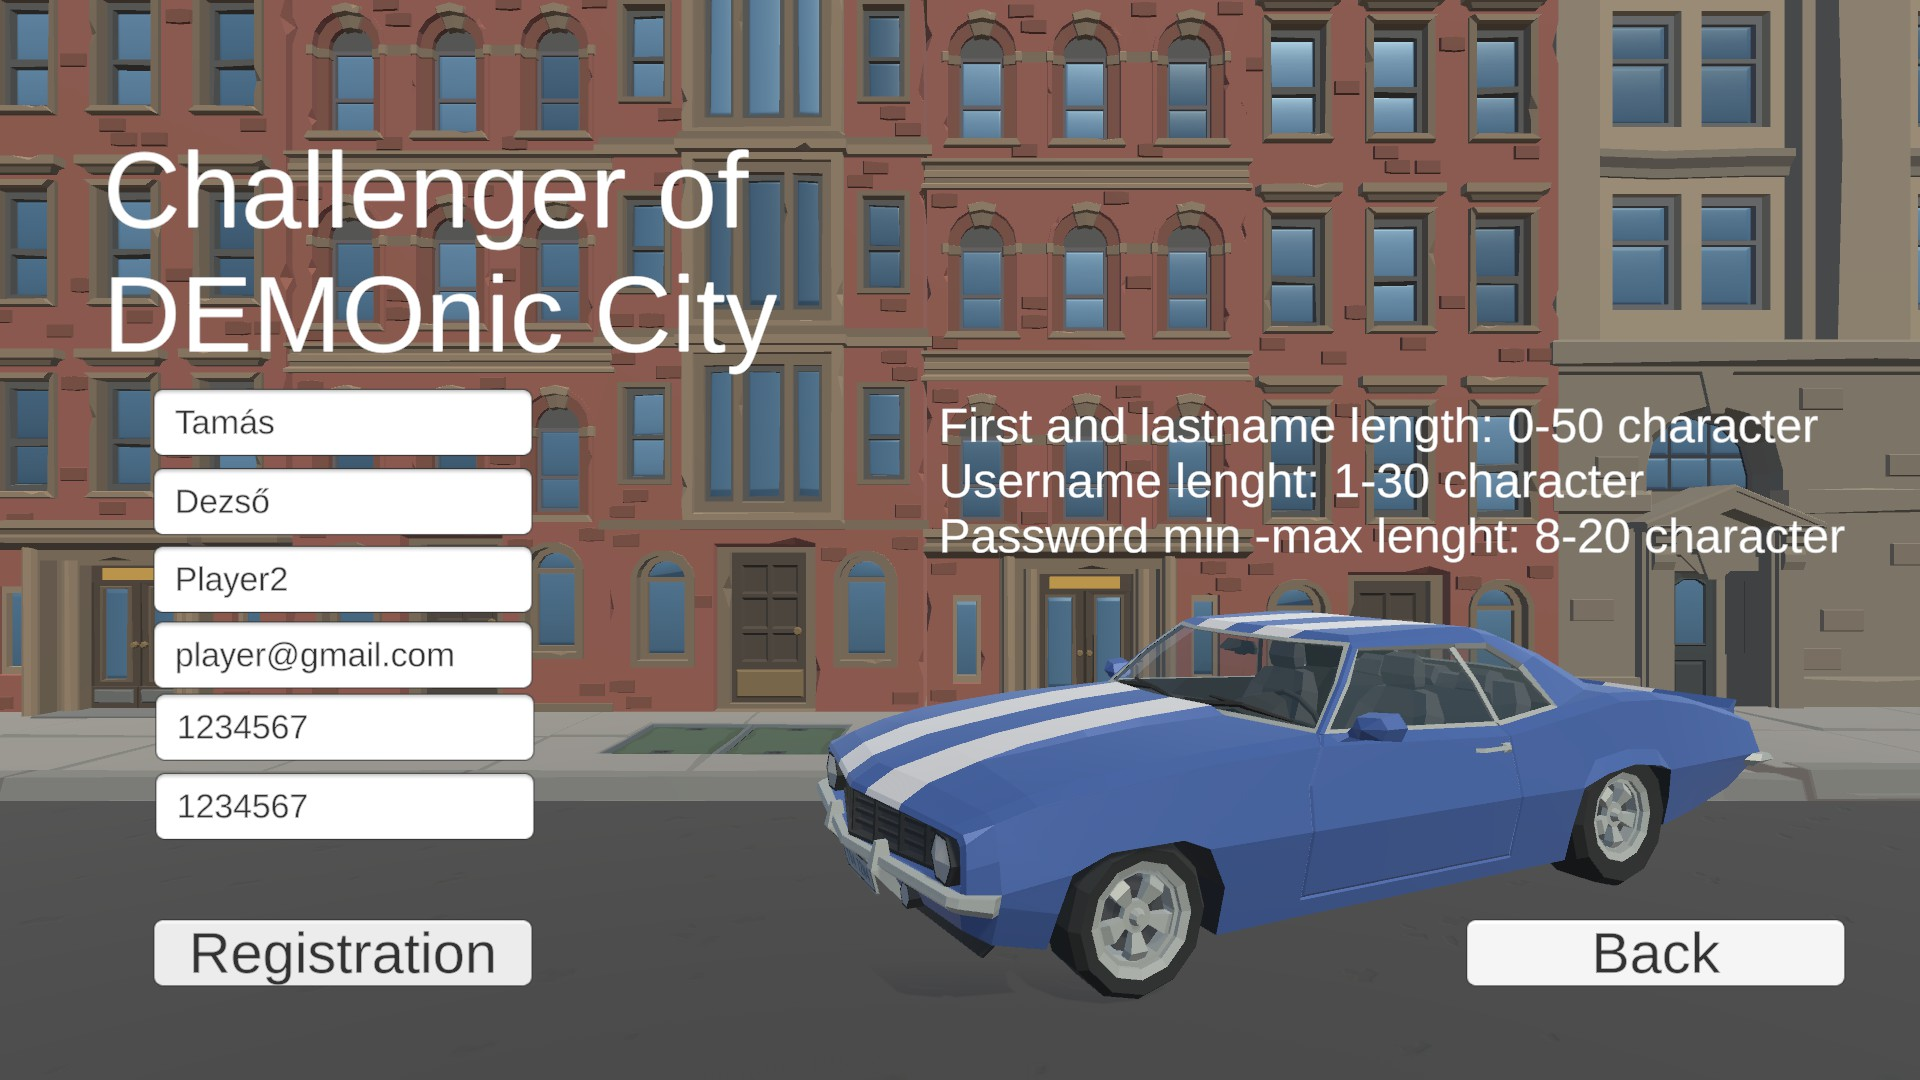 Challenger of
DEMOnic City
Tamás
Dezső
Player2
player@gmail.com
1234567
1234567
First and lastname length: 0-50 character
Username lenght: 1-30 character
Password min -max lenght: 8-20 character
Registration
Back